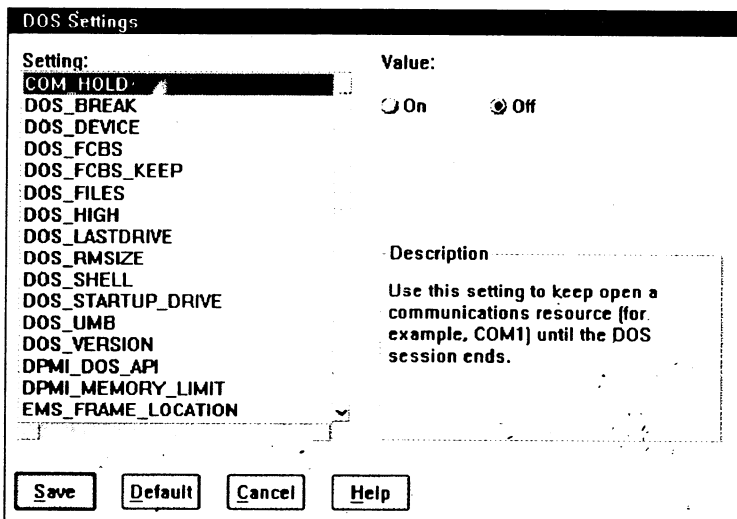 DOS Settings
Setting:
COM_HOLD
DOS_BREAK
DOS_DEVICE
DOS_FCBS
DOS_FCBS_KEEP
DOS_FILES
DOS_HIGH
DOS_LASTDRIVE
DOS_RMSIZE
DOS_SHELL
DOS_STARTUP_DRIVE
DOS_UMB
DOS_VERSION
DPMI_DOS_API
DPMI_MEMORY_LIMIT
EMS_FRAME_LOCATION
Value:
On Off
Description
Use this setting to keep open a
communications resource (for
example, COM1) until the DOS
session ends.
Save Default Cancel Help